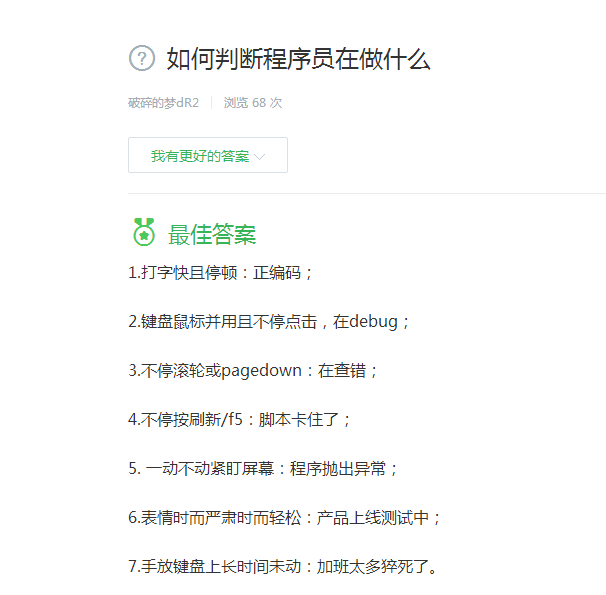 如何判断程序员在做什么
破碎的梦dR2 浏览 68 次
我有更好的答案
最佳答案
1.打字快且停顿：正编码；
2.键盘鼠标并用且不停点击，在debug；
3.不停滚轮或pagedown：在查错；
4.不停按刷新/f5：脚本卡住了；
5. 一动不动紧盯屏幕：程序抛出异常；
6.表情时而严肃时而轻松：产品上线测试中；
7.手放键盘上长时间未动：加班太多猝死了。